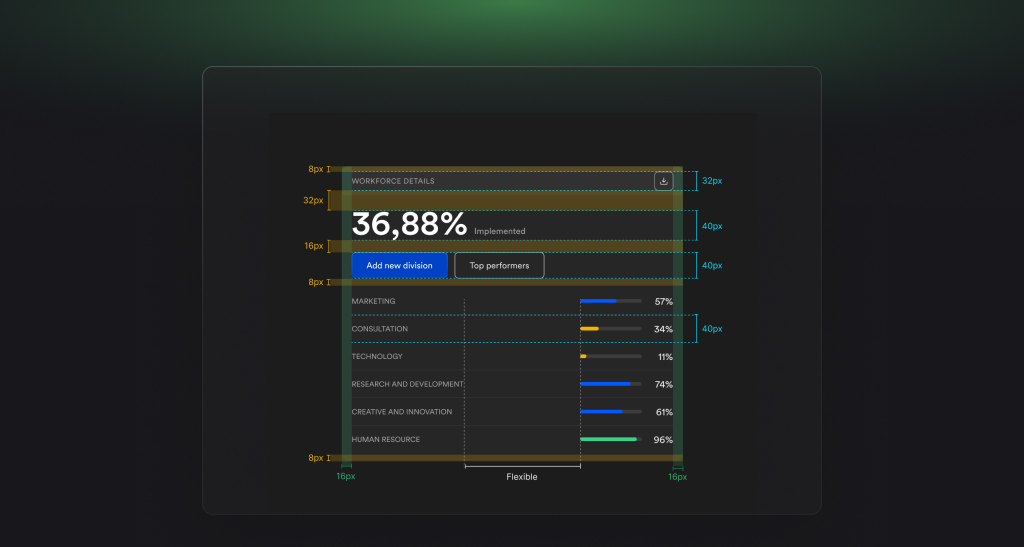 8px
WORKFORCE DETAILS
32px
32px
36,88% Implemented
40px
16px
Add new division
Top performers
40px
8px
MARKETING 57%
CONSULTATION 34%
40px
TECHNOLOGY 11%
RESEARCH AND DEVELOPMENT 74%
CREATIVE AND INNOVATION 61%
HUMAN RESOURCE 96%
8px
16px
Flexible
16px